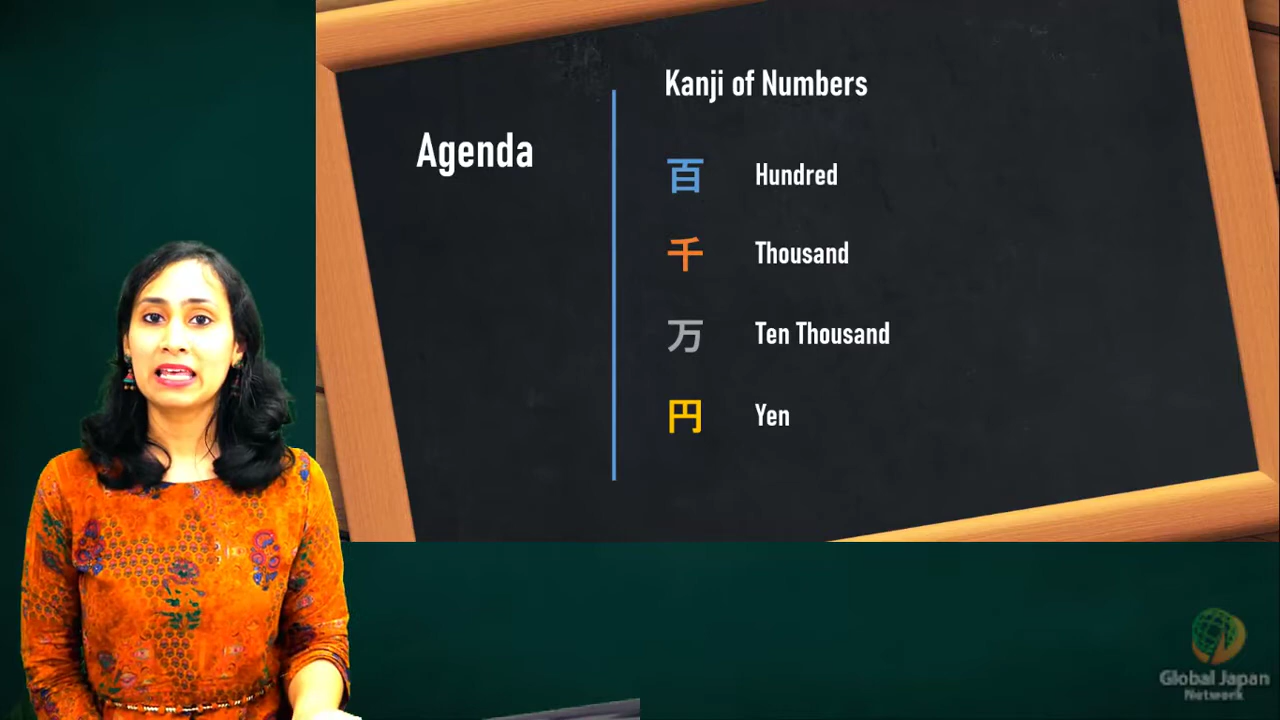 Agenda
Kanji of Numbers
百 Hundred
千 Thousand
万 Ten Thousand
円 Yen
Global Japan
Network